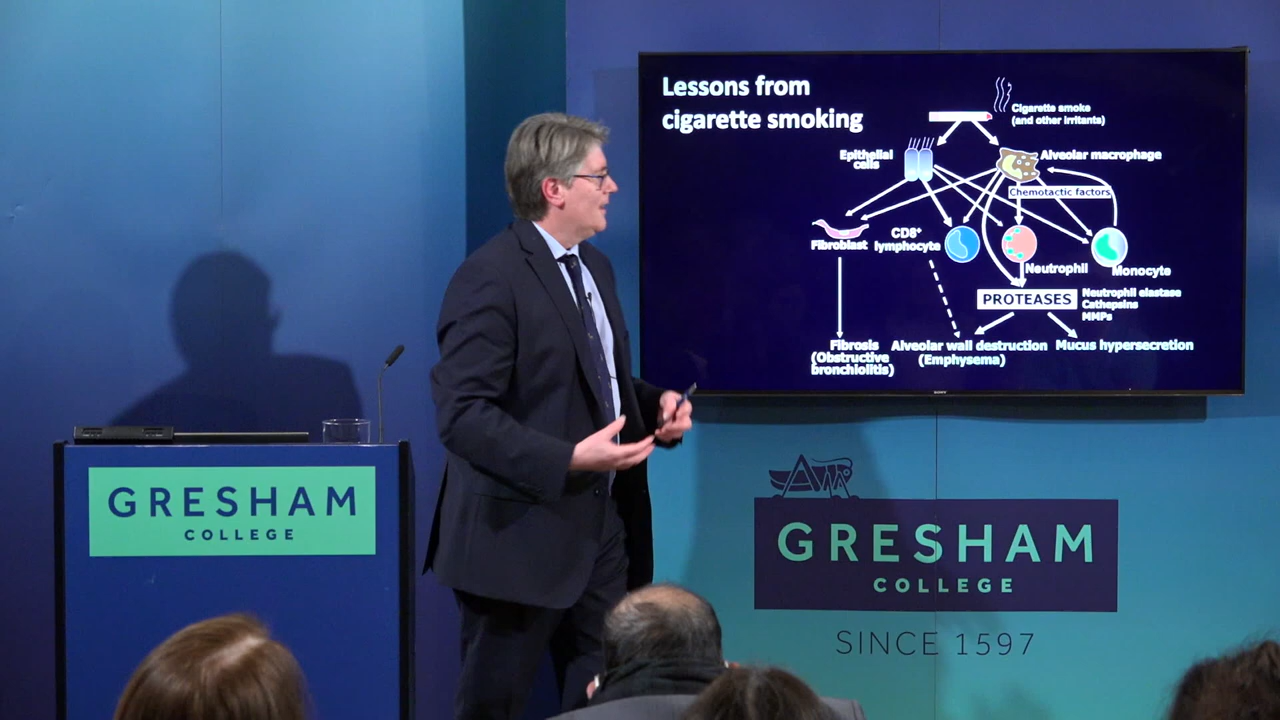 Lessons from
cigarette smoking
Cigarette smoke
(and other irritants)
Epithelial
cells
Alveolar macrophage
Chemotactic factors
Fibroblast
CD8⁺
lymphocyte
Neutrophil
Monocyte
PROTEASES
Neutrophil elastase
Cathepsins
MMPs
Fibrosis
(Obstructive
bronchiolitis)
Alveolar wall destruction
(Emphysema)
Mucus hypersecretion
SONY
GRESHAM
COLLEGE
GRESHAM
COLLEGE
SINCE 1597